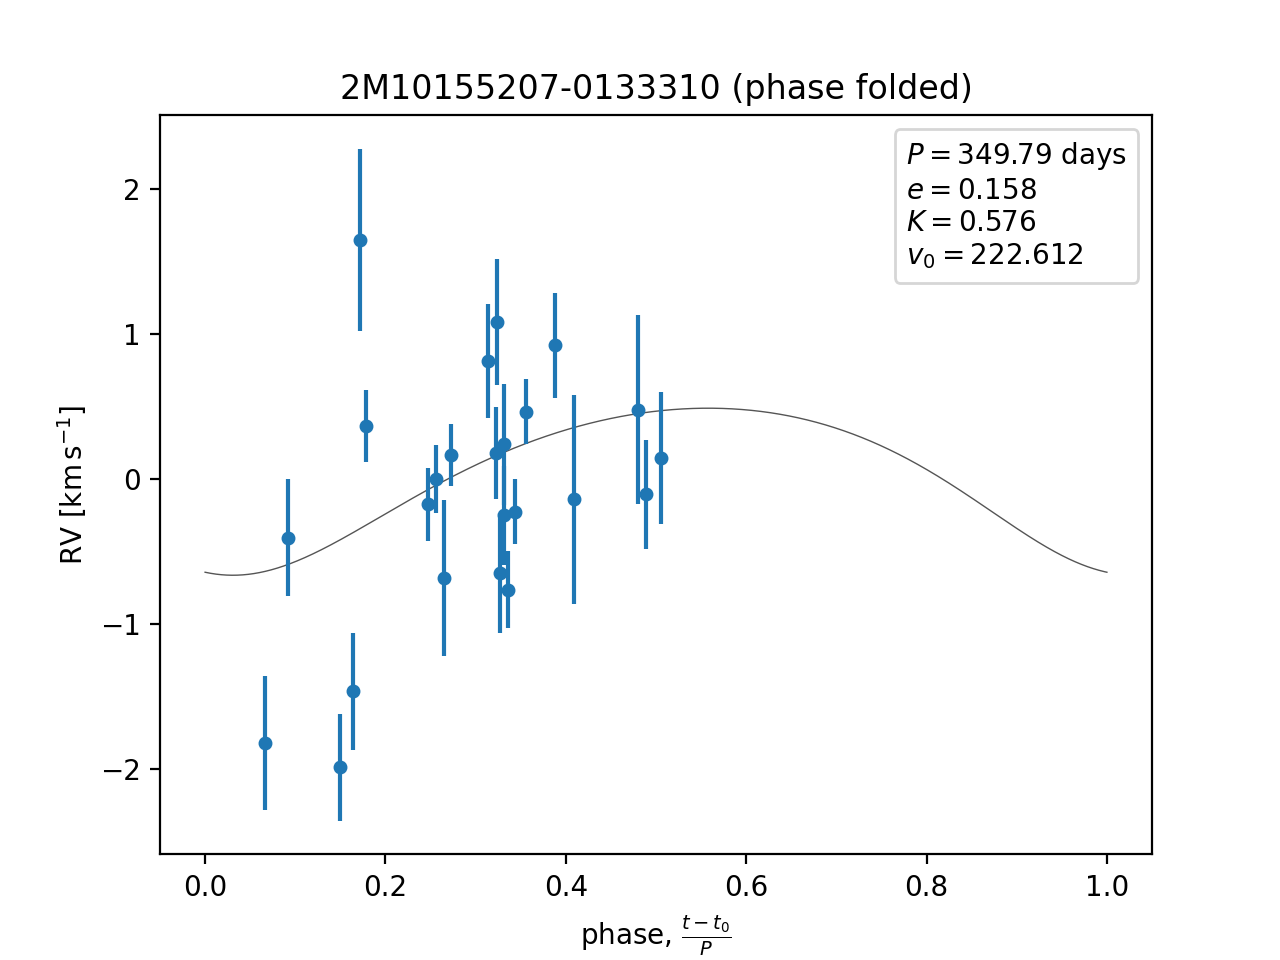 2M10155207-0133310 (phase folded)
P = 349.79 days
e = 0.158
K = 0.576
v₀ = 222.612
2
1
0
−1
−2
RV [km s⁻¹]
0.0 0.2 0.4 0.6 0.8 1.0
phase, (t − t₀)/P